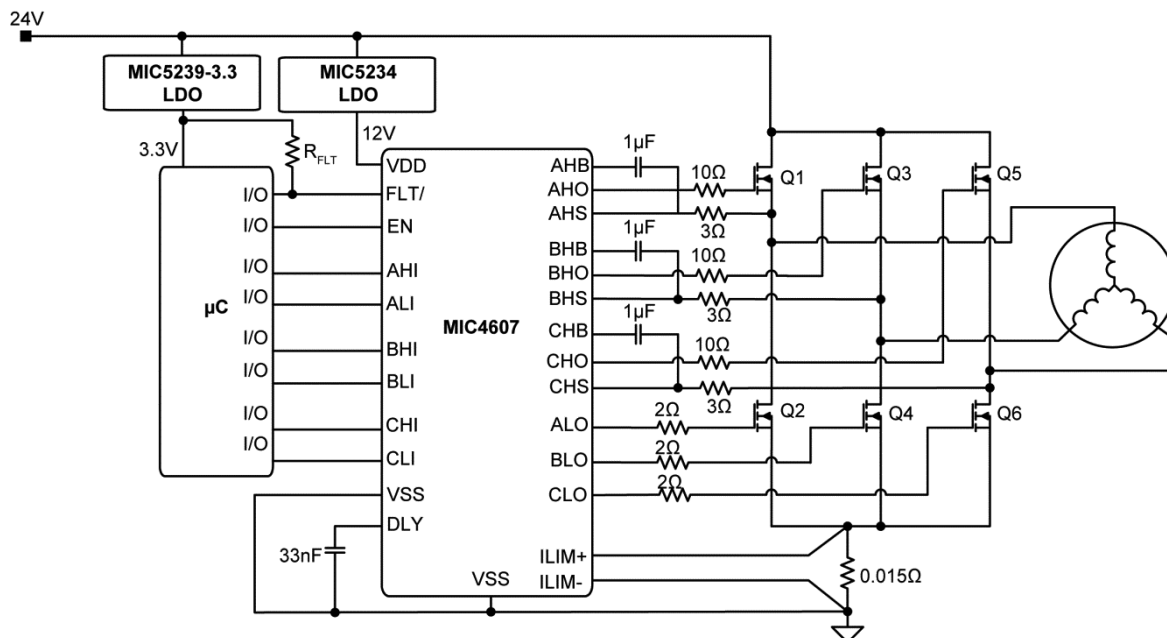 24V
MIC5239-3.3
LDO
MIC5234
LDO
3.3V
R_FLT
12V
µC
I/O
I/O
I/O
I/O
I/O
I/O
I/O
I/O
MIC4607
VDD
FLT/
EN
AHI
ALI
BHI
BLI
CHI
CLI
VSS
DLY
VSS
AHB
AHO
AHS
BHB
BHO
BHS
CHB
CHO
CHS
ALO
BLO
CLO
ILIM+
ILIM-
33nF
1µF
10Ω
3Ω
1µF
10Ω
3Ω
1µF
10Ω
3Ω
2Ω
2Ω
2Ω
Q1
Q3
Q5
Q2
Q4
Q6
0.015Ω